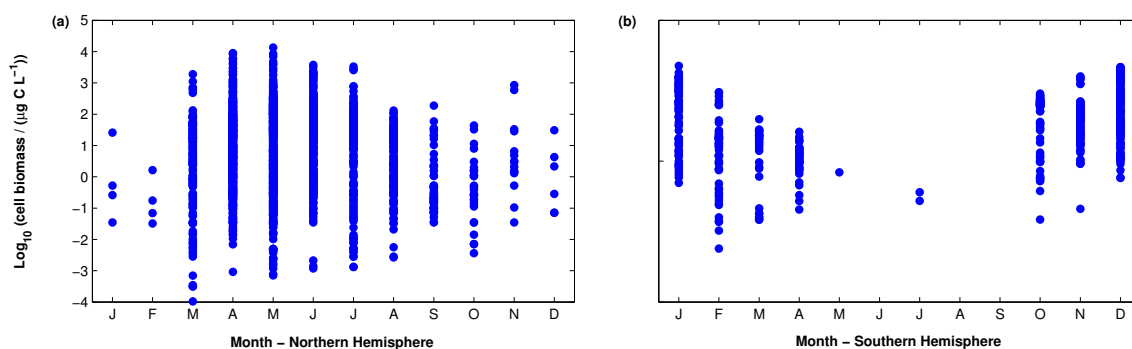 (a)
(b)
Log10 (cell biomass / (μg C L−1))
5
4
3
2
1
0
−1
−2
−3
−4
J F M A M J J A S O N D
J F M A M J J A S O N D
Month − Northern Hemisphere
Month − Southern Hemisphere